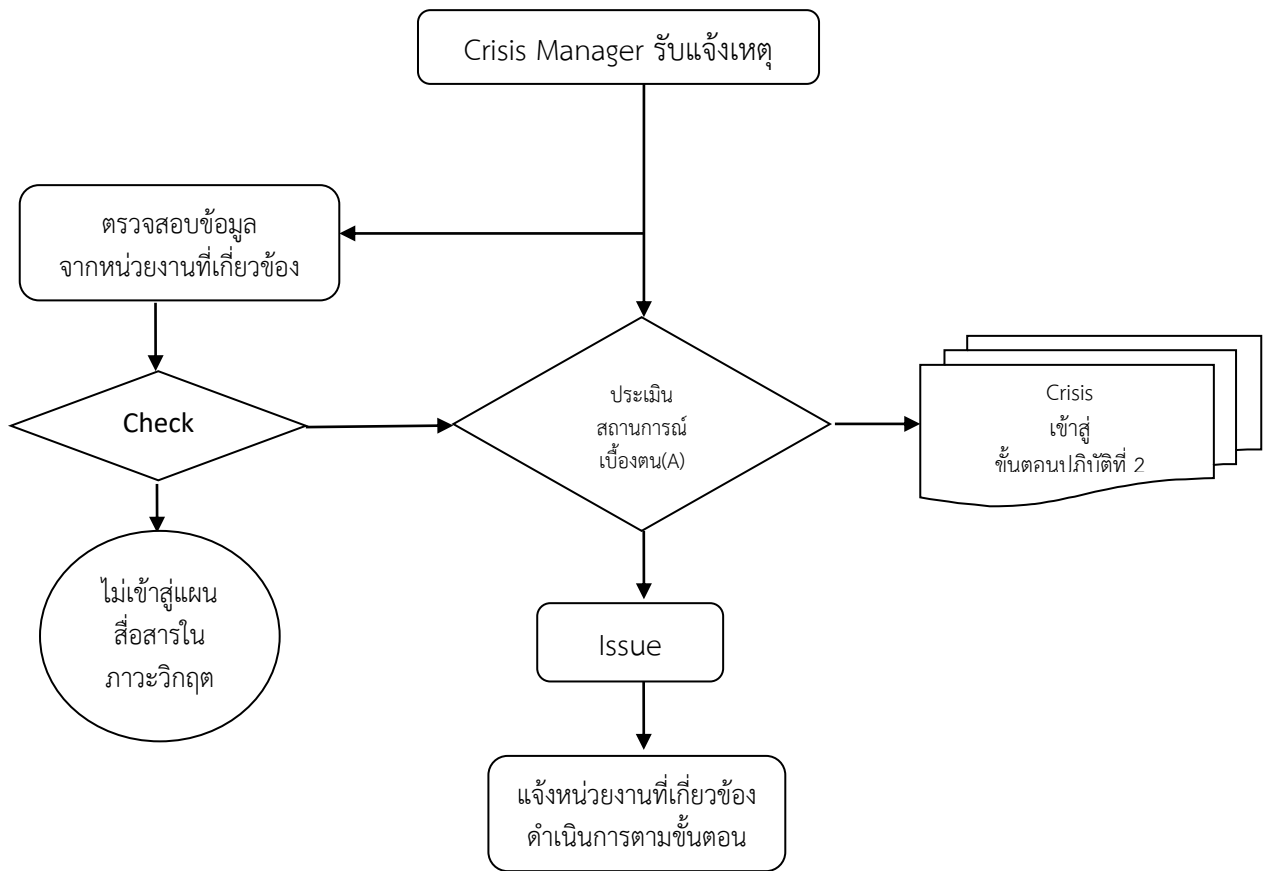 Crisis Manager รับแจ้งเหตุ
ตรวจสอบข้อมูล
จากหน่วยงานที่เกี่ยวข้อง
Check
ประเมิน
สถานการณ์
เบื้องตน(A)
Crisis
เข้าสู่
ขั้นตอนปฏิบัติที่ 2
ไม่เข้าสู่แผน
สื่อสารใน
ภาวะวิกฤต
Issue
แจ้งหน่วยงานที่เกี่ยวข้อง
ดำเนินการตามขั้นตอน